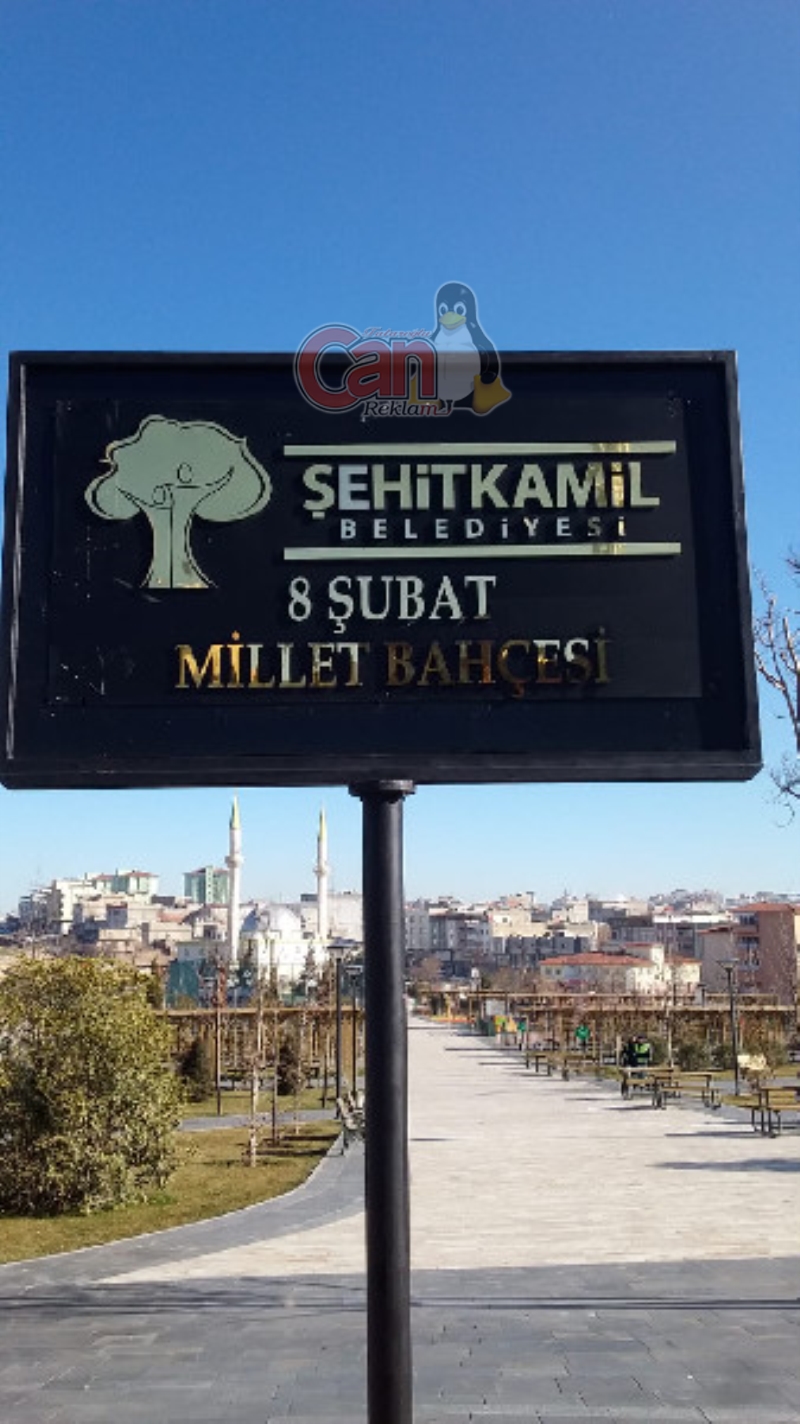 Can
Reklam
ŞEHİTKAMİL
BELEDİYESİ
8 ŞUBAT
MİLLET BAHÇESİ